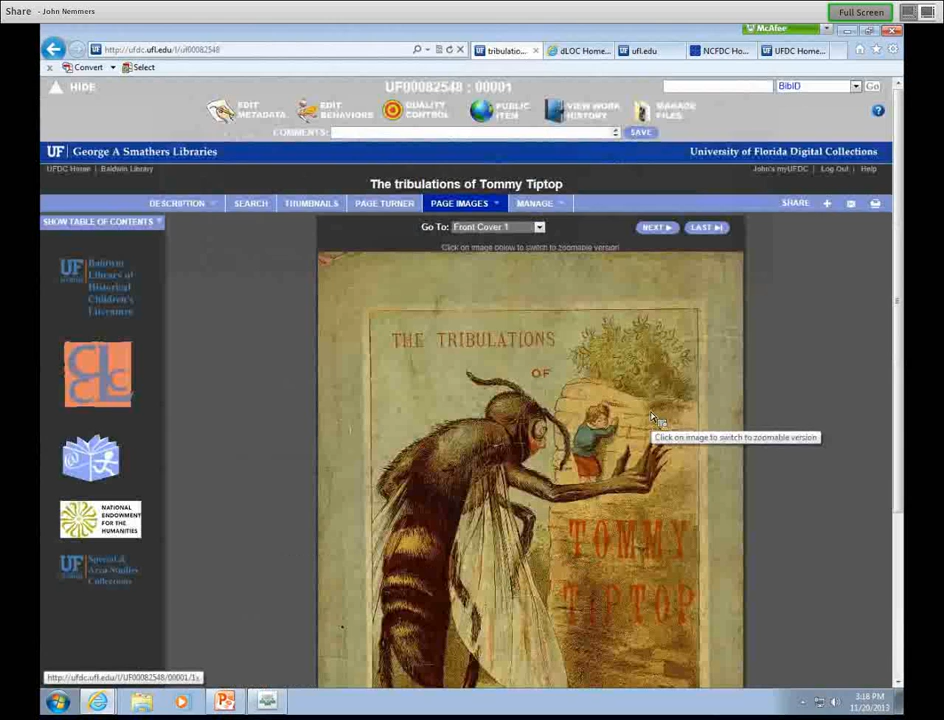 Share - John Nemmers
Full Screen
McAfee
http://ufdc.ufl.edu/l/uf00082548
tribulatio...
dLOC Home...
ufl.edu
NCFDC Ho...
UFDC Home...
Convert
Select
HIDE
UF00082548 : 00001
BibID
Go
EDIT METADATA
EDIT BEHAVIORS
QUALITY CONTROL
PUBLIC ITEM
VIEW WORK HISTORY
MANAGE FILES
COMMENTS:
SAVE
UF George A Smathers Libraries
University of Florida Digital Collections
UFDC Home | Baldwin Library
John's myUFDC | Log Out | Help
The tribulations of Tommy Tiptop
DESCRIPTION
SEARCH
THUMBNAILS
PAGE TURNER
PAGE IMAGES
MANAGE
SHARE
SHOW TABLE OF CONTENTS
Go To: Front Cover 1
NEXT
LAST
Click on image below to switch to zoomable version
UF Baldwin
Library of
Historical
Children's
Literature
THE TRIBULATIONS
OF
Click on image to switch to zoomable version
NATIONAL
ENDOWMENT
FOR THE
HUMANITIES
TOMMY
TIPTOP
UF Special &
Area Studies
Collections
http://ufdc.ufl.edu/l/UF00082548/00001/1x
3:18 PM
11/20/2013